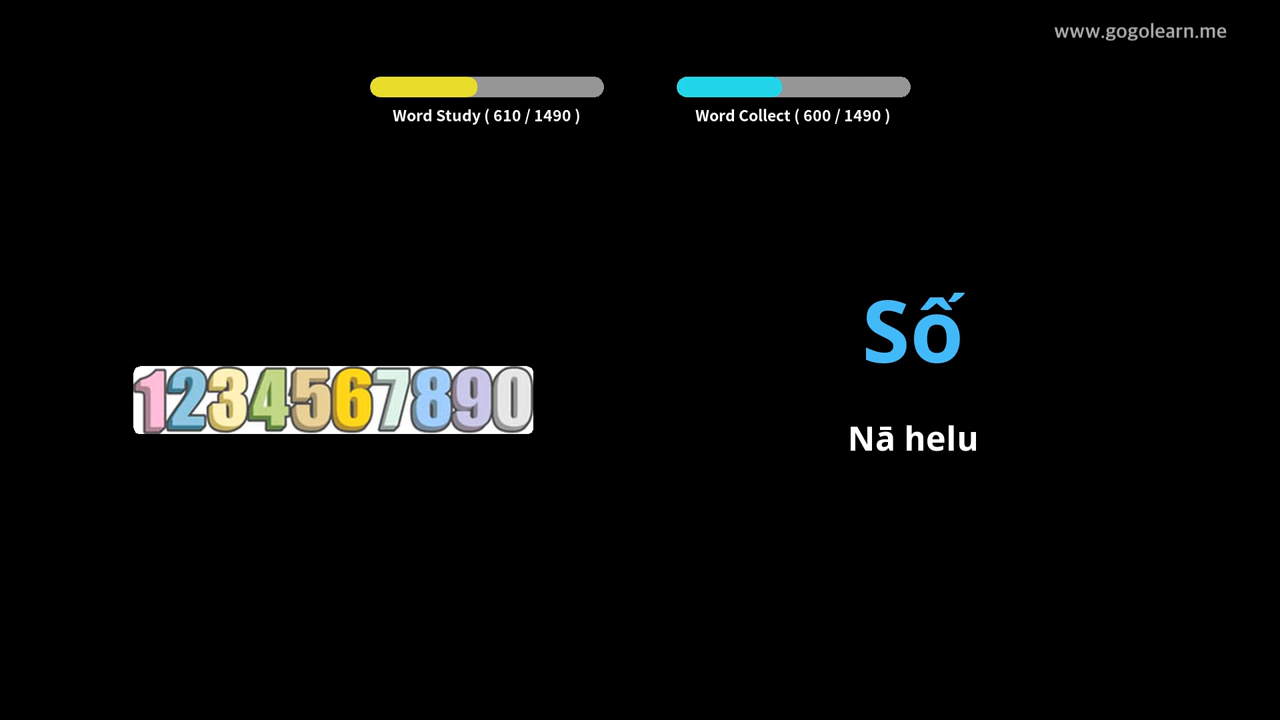 www.gogolearn.me
Word Study ( 610 / 1490 )
Word Collect ( 600 / 1490 )
Số
1234567890
Nā helu